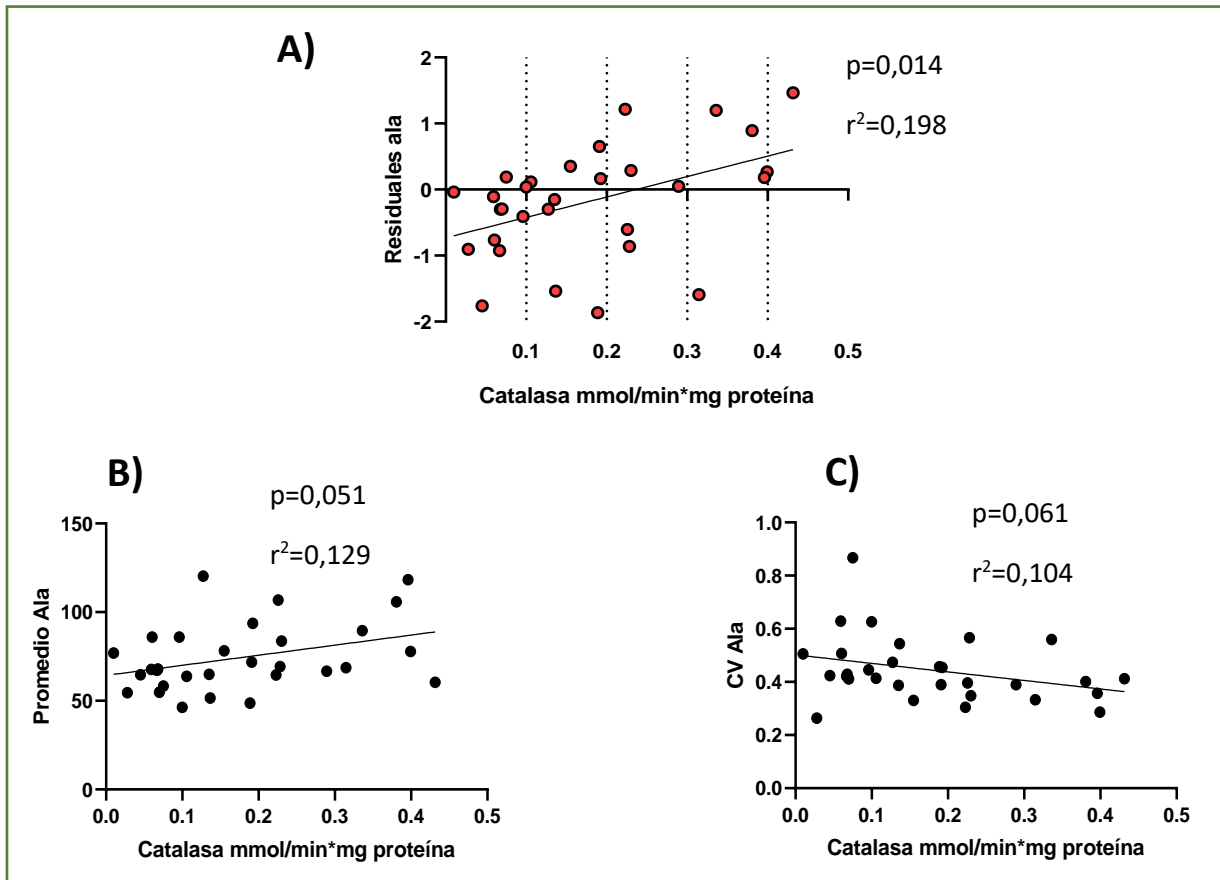 A)
p=0,014
r²=0,198
Residuales ala
2
1
0
-1
-2
0.1 0.2 0.3 0.4 0.5
Catalasa mmol/min*mg proteína
B)
p=0,051
r²=0,129
Promedio Ala
150
100
50
0
0.0 0.1 0.2 0.3 0.4 0.5
Catalasa mmol/min*mg proteína
C)
p=0,061
r²=0,104
CV Ala
1.0
0.8
0.6
0.4
0.2
0.0
0.0 0.1 0.2 0.3 0.4 0.5
Catalasa mmol/min*mg proteína